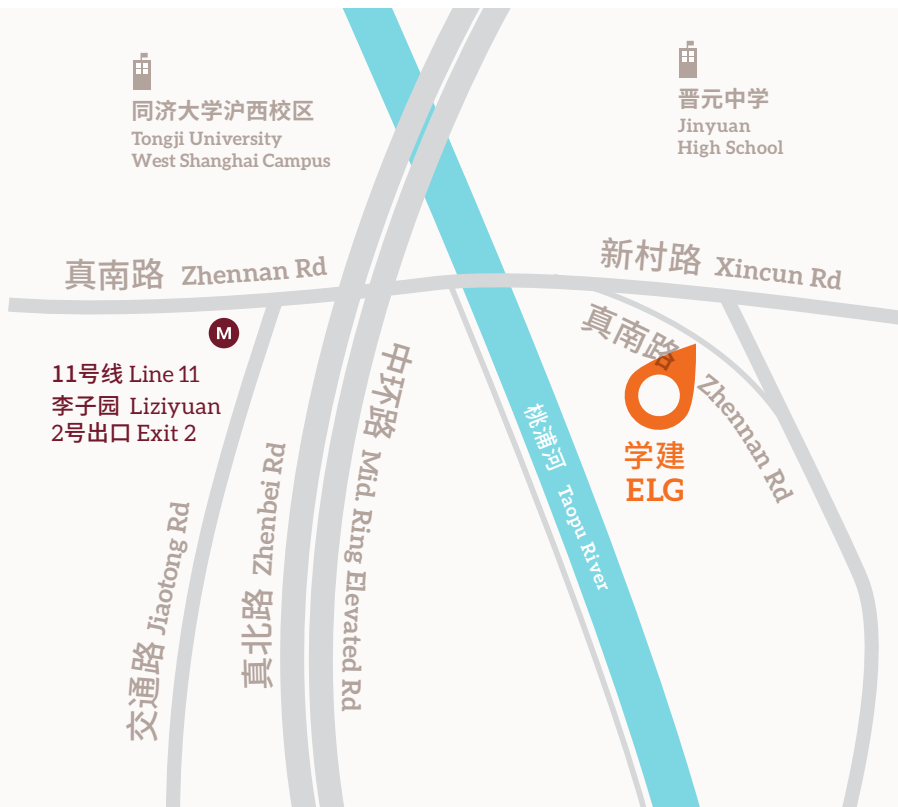 同济大学沪西校区
Tongji University
West Shanghai Campus
晋元中学
Jinyuan
High School
真南路 Zhennan Rd
新村路 Xincun Rd
M
11号线 Line 11
李子园 Liziyuan
2号出口 Exit 2
真南路 Zhennan Rd
学建
ELG
中环路 Mid. Ring Elevated Rd
桃浦河 Taopu River
真北路 Zhenbei Rd
交通路 Jiaotong Rd